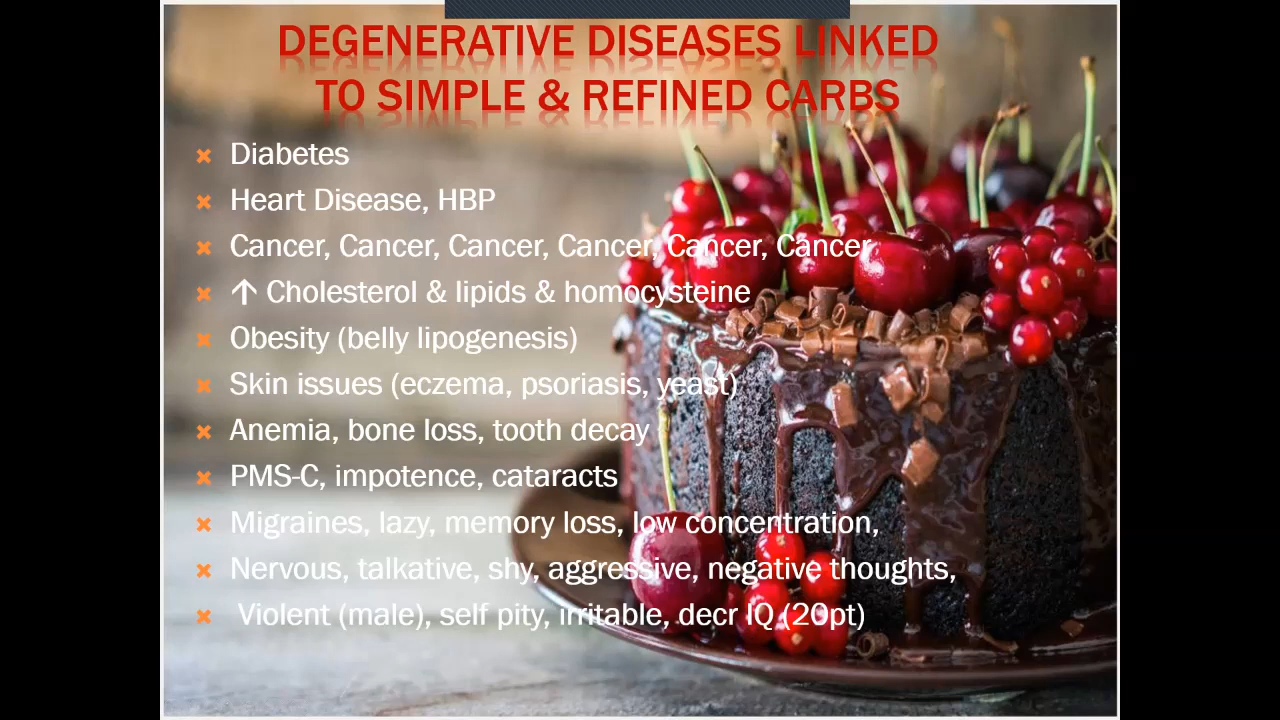 DEGENERATIVE DISEASES LINKED
TO SIMPLE & REFINED CARBS
Diabetes
Heart Disease, HBP
Cancer, Cancer, Cancer, Cancer, Cancer, Cancer,
↑ Cholesterol & lipids & homocysteine
Obesity (belly lipogenesis)
Skin issues (eczema, psoriasis, yeast)
Anemia, bone loss, tooth decay
PMS-C, impotence, cataracts
Migraines, lazy, memory loss, low concentration,
Nervous, talkative, shy, aggressive, negative thoughts,
Violent (male), self pity, irritable, decr IQ (20pt)